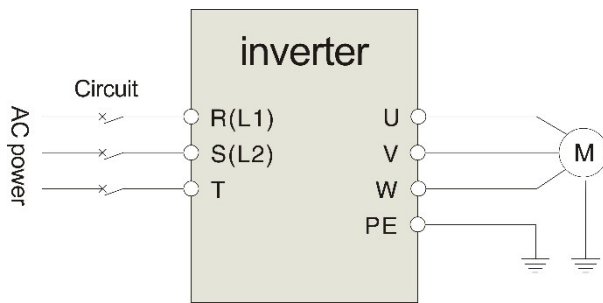 inverter
Circuit
AC power
R(L1)
S(L2)
T
U
V
W
PE
M